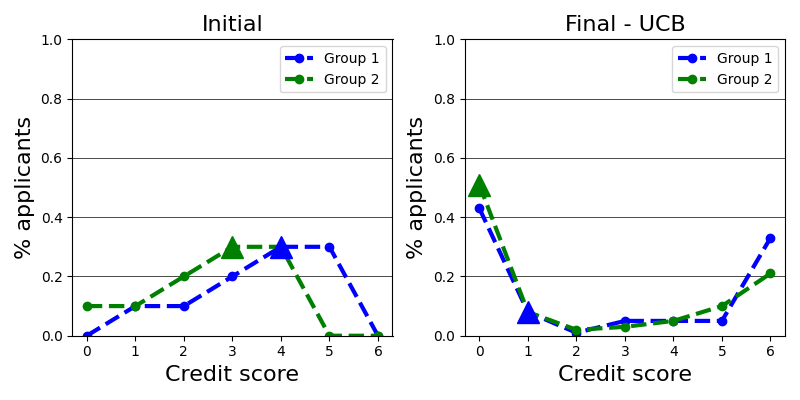 Initial
% applicants
1.0
0.8
0.6
0.4
0.2
0.0
Group 1
Group 2
0 1 2 3 4 5 6
Credit score
Final - UCB
% applicants
1.0
0.8
0.6
0.4
0.2
0.0
Group 1
Group 2
0 1 2 3 4 5 6
Credit score